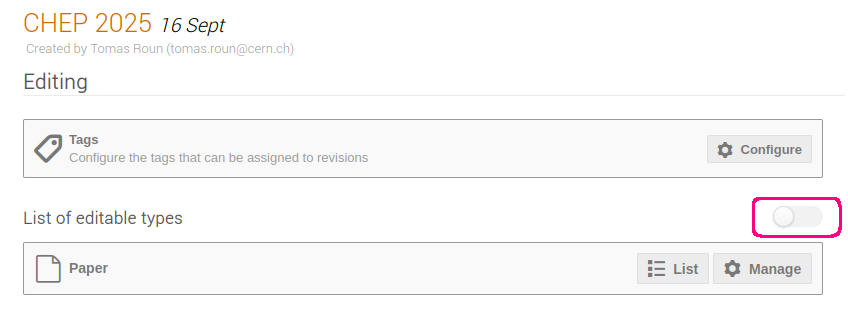 CHEP 2025 16 Sept
Created by Tomas Roun (tomas.roun@cern.ch)
Editing
Tags
Configure the tags that can be assigned to revisions
Configure
List of editable types
Paper
List
Manage